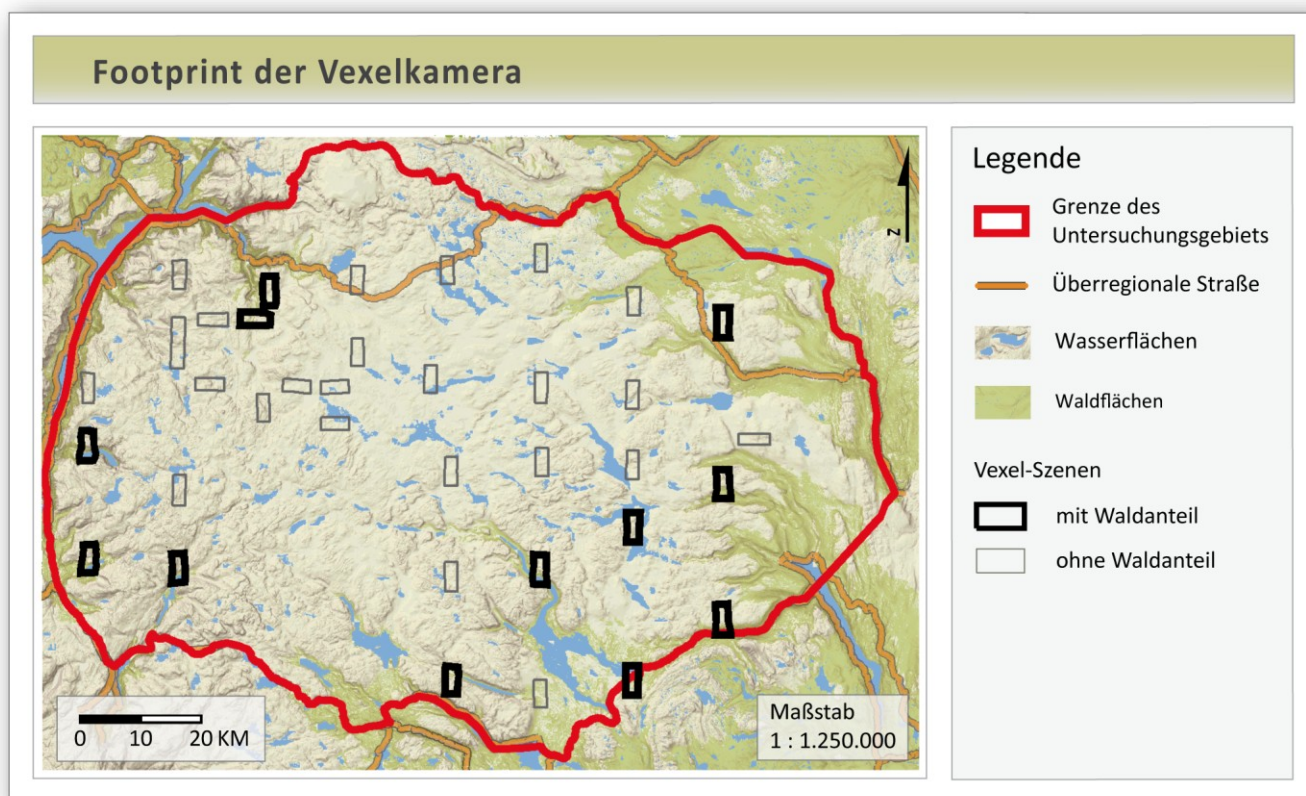 Footprint der Vexelkamera
N
0 10 20 KM
Maßstab
1 : 1.250.000
Legende
Grenze des
Untersuchungsgebiets
Überregionale Straße
Wasserflächen
Waldflächen
Vexel-Szenen
mit Waldanteil
ohne Waldanteil